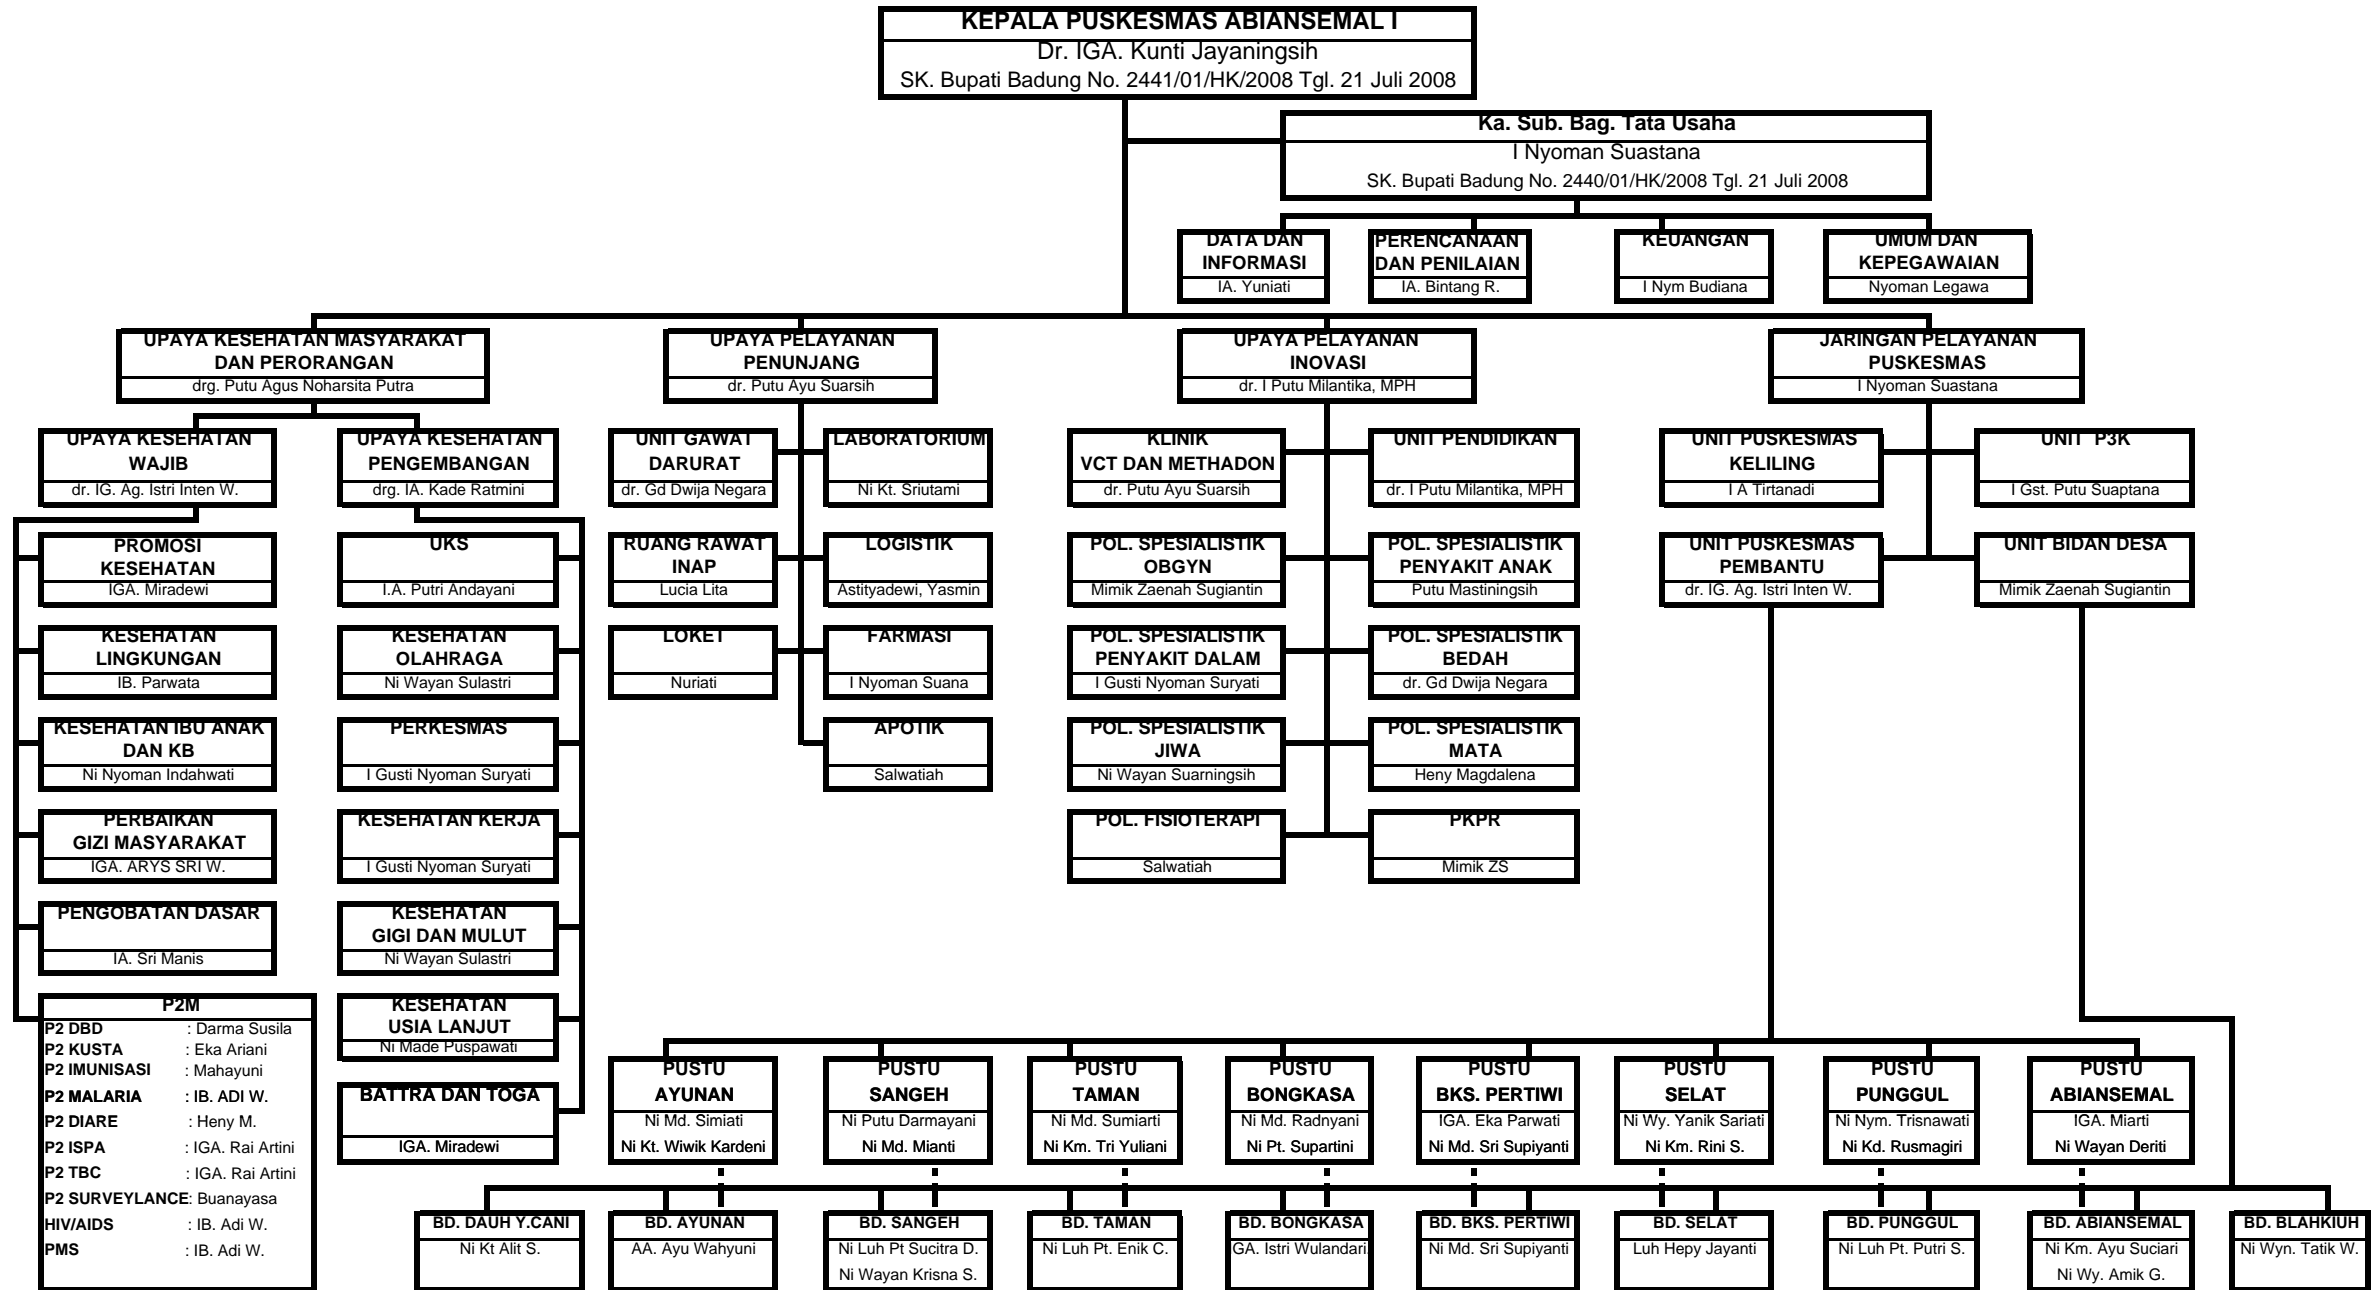 KEPALA PUSKESMAS ABIANSEMAL I
Dr. IGA. Kunti Jayaningsih
SK. Bupati Badung No. 2441/01/HK/2008 Tgl. 21 Juli 2008
Ka. Sub. Bag. Tata Usaha
I Nyoman Suastana
SK. Bupati Badung No. 2440/01/HK/2008 Tgl. 21 Juli 2008
DATA DAN
INFORMASI
IA. Yuniati
PERENCANAAN
DAN PENILAIAN
IA. Bintang R.
KEUANGAN
I Nym Budiana
UMUM DAN
KEPEGAWAIAN
Nyoman Legawa
UPAYA KESEHATAN MASYARAKAT
DAN PERORANGAN
drg. Putu Agus Noharsita Putra
UPAYA PELAYANAN
PENUNJANG
dr. Putu Ayu Suarsih
UPAYA PELAYANAN
INOVASI
dr. I Putu Milantika, MPH
JARINGAN PELAYANAN
PUSKESMAS
I Nyoman Suastana
UPAYA KESEHATAN
WAJIB
dr. IG. Ag. Istri Inten W.
UPAYA KESEHATAN
PENGEMBANGAN
drg. IA. Kade Ratmini
UNIT GAWAT
DARURAT
dr. Gd Dwija Negara
LABORATORIUM
Ni Kt. Sriutami
KLINIK
VCT DAN METHADON
dr. Putu Ayu Suarsih
UNIT PENDIDIKAN
dr. I Putu Milantika, MPH
UNIT PUSKESMAS
KELILING
I A Tirtanadi
UNIT P3K
I Gst. Putu Suaptana
PROMOSI
KESEHATAN
IGA. Miradewi
UKS
I.A. Putri Andayani
RUANG RAWAT
INAP
Lucia Lita
LOGISTIK
Astityadewi, Yasmin
POL. SPESIALISTIK
OBGYN
Mimik Zaenah Sugiantin
POL. SPESIALISTIK
PENYAKIT ANAK
Putu Mastiningsih
UNIT PUSKESMAS
PEMBANTU
dr. IG. Ag. Istri Inten W.
UNIT BIDAN DESA
Mimik Zaenah Sugiantin
KESEHATAN
LINGKUNGAN
IB. Parwata
KESEHATAN
OLAHRAGA
Ni Wayan Sulastri
LOKET
Nuriati
FARMASI
I Nyoman Suana
POL. SPESIALISTIK
PENYAKIT DALAM
I Gusti Nyoman Suryati
POL. SPESIALISTIK
BEDAH
dr. Gd Dwija Negara
KESEHATAN IBU ANAK
DAN KB
Ni Nyoman Indahwati
PERKESMAS
I Gusti Nyoman Suryati
APOTIK
Salwatiah
POL. SPESIALISTIK
JIWA
Ni Wayan Suarningsih
POL. SPESIALISTIK
MATA
Heny Magdalena
PERBAIKAN
GIZI MASYARAKAT
IGA. ARYS SRI W.
KESEHATAN KERJA
I Gusti Nyoman Suryati
POL. FISIOTERAPI
Salwatiah
PKPR
Mimik ZS
PENGOBATAN DASAR
IA. Sri Manis
KESEHATAN
GIGI DAN MULUT
Ni Wayan Sulastri
P2M
P2 DBD : Darma Susila
P2 KUSTA : Eka Ariani
P2 IMUNISASI : Mahayuni
P2 MALARIA : IB. ADI W.
P2 DIARE : Heny M.
P2 ISPA : IGA. Rai Artini
P2 TBC : IGA. Rai Artini
P2 SURVEYLANCE: Buanayasa
HIV/AIDS : IB. Adi W.
PMS : IB. Adi W.
KESEHATAN
USIA LANJUT
Ni Made Puspawati
BATTRA DAN TOGA
IGA. Miradewi
PUSTU
AYUNAN
Ni Md. Simiati
Ni Kt. Wiwik Kardeni
PUSTU
SANGEH
Ni Putu Darmayani
Ni Md. Mianti
PUSTU
TAMAN
Ni Md. Sumiarti
Ni Km. Tri Yuliani
PUSTU
BONGKASA
Ni Md. Radnyani
Ni Pt. Supartini
PUSTU
BKS. PERTIWI
IGA. Eka Parwati
Ni Md. Sri Supiyanti
PUSTU
SELAT
Ni Wy. Yanik Sariati
Ni Km. Rini S.
PUSTU
PUNGGUL
Ni Nym. Trisnawati
Ni Kd. Rusmagiri
PUSTU
ABIANSEMAL
IGA. Miarti
Ni Wayan Deriti
BD. DAUH Y.CANI
Ni Kt Alit S.
BD. AYUNAN
AA. Ayu Wahyuni
BD. SANGEH
Ni Luh Pt Sucitra D.
Ni Wayan Krisna S.
BD. TAMAN
Ni Luh Pt. Enik C.
BD. BONGKASA
GA. Istri Wulandari.
BD. BKS. PERTIWI
Ni Md. Sri Supiyanti
BD. SELAT
Luh Hepy Jayanti
BD. PUNGGUL
Ni Luh Pt. Putri S.
BD. ABIANSEMAL
Ni Km. Ayu Suciari
Ni Wy. Amik G.
BD. BLAHKIUH
Ni Wyn. Tatik W.